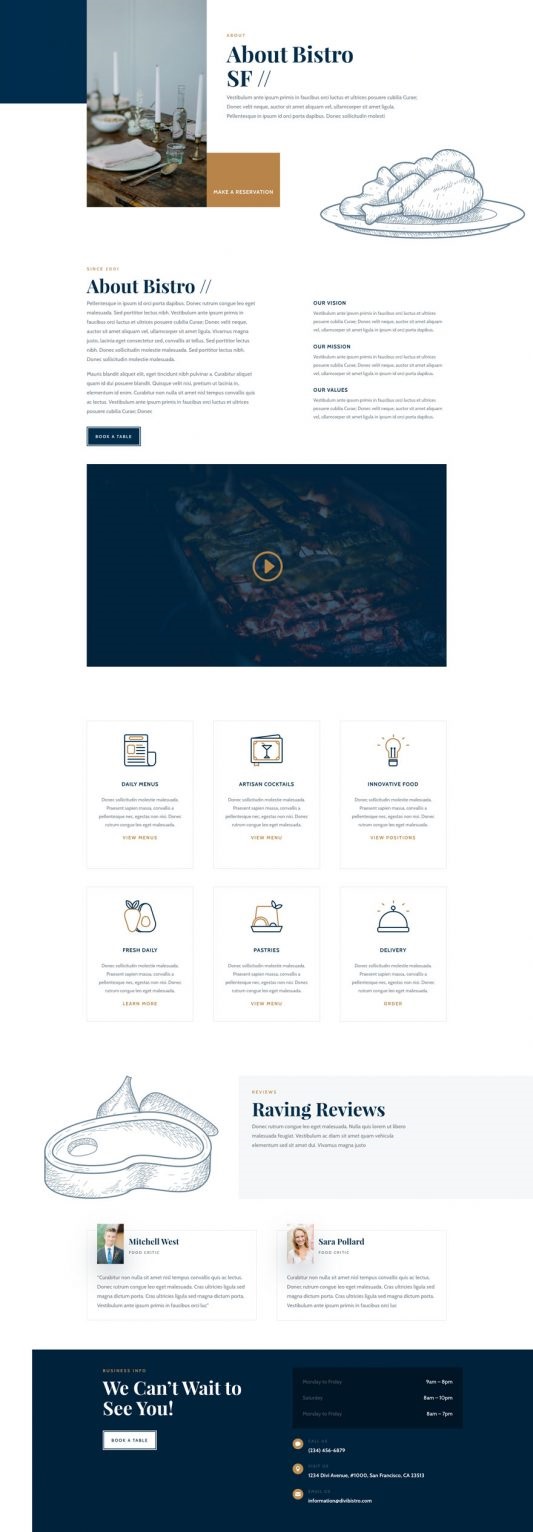 ABOUT
About Bistro
SF //
Vestibulum ante ipsum primis in faucibus orci luctus et ultrices posuere cubilia Curae;
Donec velit neque, auctor sit amet aliquam vel, ullamcorper sit amet ligula.
Pellentesque in ipsum id orci porta dapibus. Donec sollicitudin molesti
MAKE A RESERVATION
SINCE 2001
About Bistro //
Pellentesque in ipsum id orci porta dapibus. Donec rutrum congue leo eget
malesuada. Sed porttitor lectus nibh. Vestibulum ante ipsum primis in
faucibus orci luctus et ultrices posuere cubilia Curae; Donec velit neque,
auctor sit amet aliquam vel, ullamcorper sit amet ligula. Vivamus magna
justo, lacinia eget consectetur sed, convallis at tellus. Sed porttitor lectus
nibh. Donec sollicitudin molestie malesuada. Sed porttitor lectus nibh.
Donec sollicitudin molestie malesuada.
Mauris blandit aliquet elit, eget tincidunt nibh pulvinar a. Curabitur aliquet
quam id dui posuere blandit. Quisque velit nisi, pretium ut lacinia in,
elementum id enim. Curabitur non nulla sit amet nisl tempus convallis quis
ac lectus. Vestibulum ante ipsum primis in faucibus orci luctus et ultrices
posuere cubilia Curae; Donec
BOOK A TABLE
OUR VISION
Vestibulum ante ipsum primis in faucibus orci luctus et ultrices
posuere cubilia Curae; Donec velit neque, auctor sit amet aliquam
vel, ullamcorper sit amet ligula in ipsum id orci porta dapibus.
OUR MISSION
Vestibulum ante ipsum primis in faucibus orci luctus et ultrices
posuere cubilia Curae; Donec velit neque, auctor sit amet aliquam
vel, ullamcorper sit amet ligula in ipsum id orci porta dapibus.
OUR VALUES
Vestibulum ante ipsum primis in faucibus orci luctus et ultrices
posuere cubilia Curae; Donec velit neque, auctor sit amet aliquam
vel, ullamcorper sit amet ligula in ipsum id orci porta dapibus.
DAILY MENUS
Donec sollicitudin molestie malesuada.
Praesent sapien massa, convallis a
pellentesque nec, egestas non nisi. Donec
rutrum congue leo eget malesuada.
VIEW MENUS
ARTISAN COCKTAILS
Donec sollicitudin molestie malesuada.
Praesent sapien massa, convallis a
pellentesque nec, egestas non nisi. Donec
rutrum congue leo eget malesuada.
VIEW MENU
INNOVATIVE FOOD
Donec sollicitudin molestie malesuada.
Praesent sapien massa, convallis a
pellentesque nec, egestas non nisi. Donec
rutrum congue leo eget malesuada.
VIEW POSITIONS
FRESH DAILY
Donec sollicitudin molestie malesuada.
Praesent sapien massa, convallis a
pellentesque nec, egestas non nisi. Donec
rutrum congue leo eget malesuada.
LEARN MORE
PASTRIES
Donec sollicitudin molestie malesuada.
Praesent sapien massa, convallis a
pellentesque nec, egestas non nisi. Donec
rutrum congue leo eget malesuada.
VIEW MENU
DELIVERY
Donec sollicitudin molestie malesuada.
Praesent sapien massa, convallis a
pellentesque nec, egestas non nisi. Donec
rutrum congue leo eget malesuada.
ORDER
REVIEWS
Raving Reviews
Donec rutrum congue leo eget malesuada. Nulla quis lorem ut libero
malesuada feugiat. Vestibulum ac diam sit amet quam vehicula
elementum sed sit amet dui. Vivamus magna justo
Mitchell West
FOOD CRITIC
"Curabitur non nulla sit amet nisl tempus convallis quis ac lectus.
Donec rutrum congue leo eget malesuada. Cras ultricies ligula sed
magna dictum porta. Cras ultricies ligula sed magna dictum porta.
Vestibulum ante ipsum primis in faucibus orci luc"
Sara Pollard
FOOD CRITIC
Curabitur non nulla sit amet nisl tempus convallis quis ac lectus.
Donec rutrum congue leo eget malesuada. Cras ultricies ligula sed
magna dictum porta. Cras ultricies ligula sed magna dictum porta.
Vestibulum ante ipsum primis in faucibus orci luc
BUSINESS INFO
We Can't Wait to
See You!
BOOK A TABLE
Monday to Friday 9am – 8pm
Saturday 8am – 10pm
Monday to Friday 8am – 7pm
CALL US
(234) 456-6879
VISIT US
1234 Divi Avenue, #1000, San Francisco, CA 23513
EMAIL US
information@divibistro.com